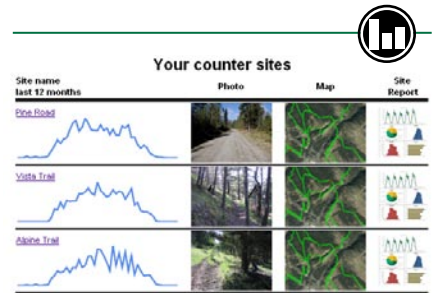 Your counter sites
Site name
last 12 months
Photo
Map
Site
Report
Pine Road
Vista Trail
Alpine Trail